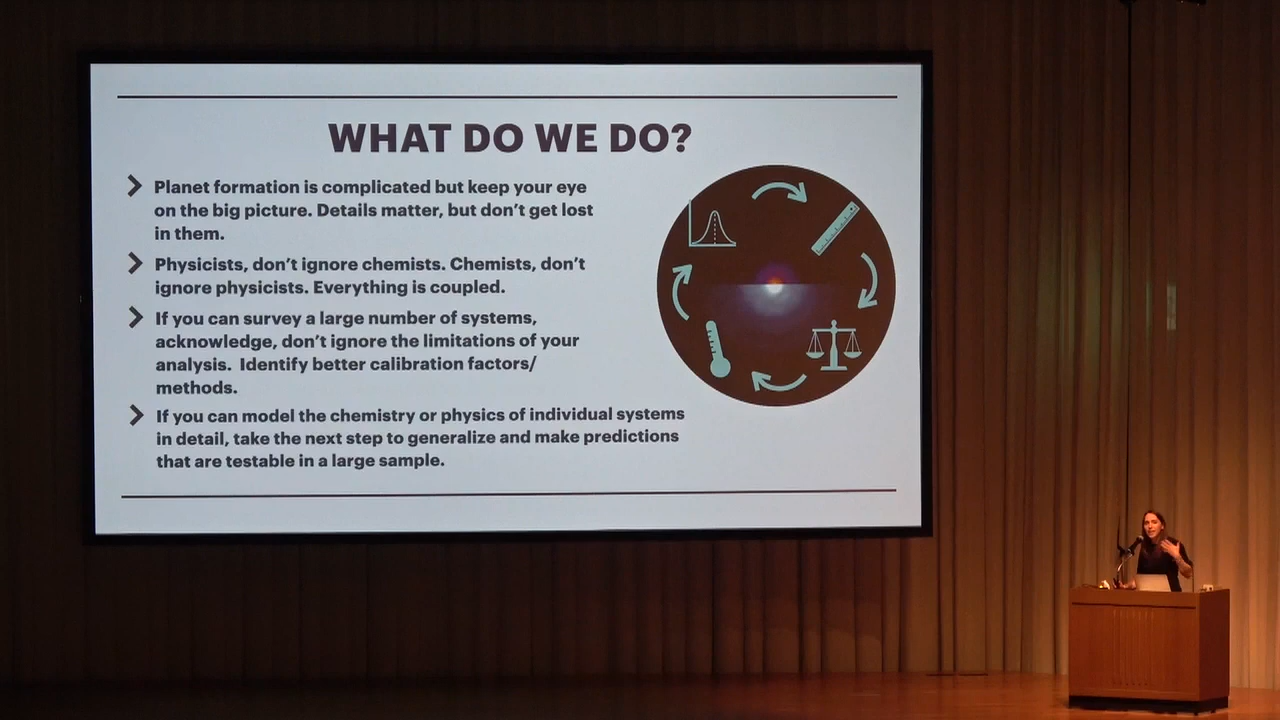 WHAT DO WE DO?
Planet formation is complicated but keep your eye
on the big picture. Details matter, but don't get lost
in them.
Physicists, don't ignore chemists. Chemists, don't
ignore physicists. Everything is coupled.
If you can survey a large number of systems,
acknowledge, don't ignore the limitations of your
analysis. Identify better calibration factors/
methods.
If you can model the chemistry or physics of individual systems
in detail, take the next step to generalize and make predictions
that are testable in a large sample.